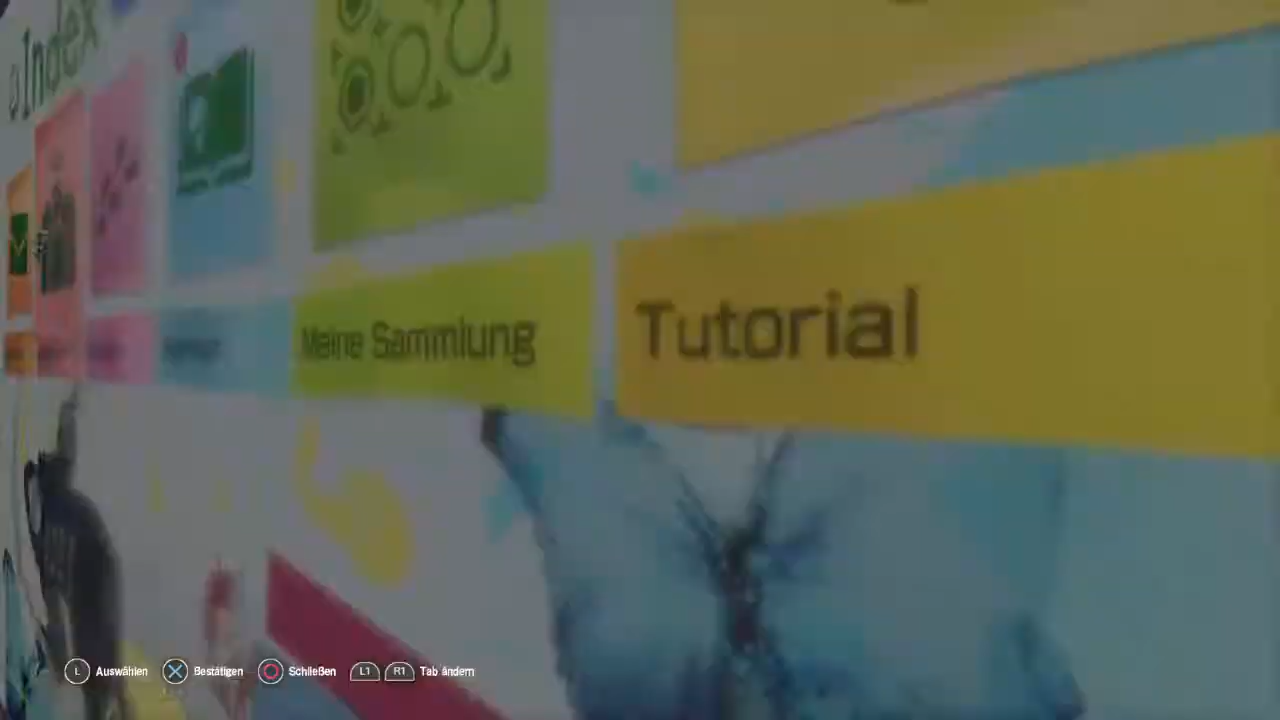 Index
Meine Sammlung
Tutorial
L Auswählen Bestätigen Schließen L1 R1 Tab ändern